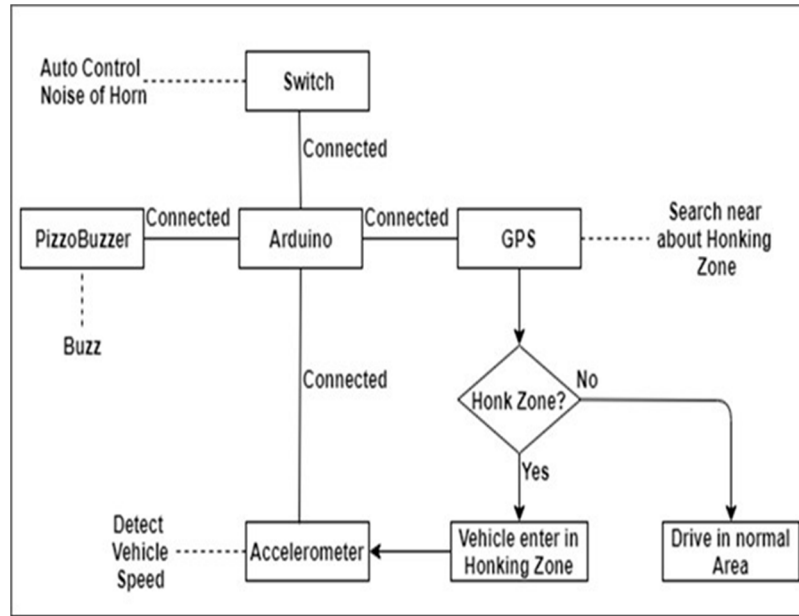 Auto Control
Noise of Horn
Switch
Connected
PizzoBuzzer
Connected
Arduino
Connected
GPS
Search near
about Honking
Zone
Buzz
Connected
Honk Zone?
No
Yes
Detect
Vehicle
Speed
Accelerometer
Vehicle enter in
Honking Zone
Drive in normal
Area